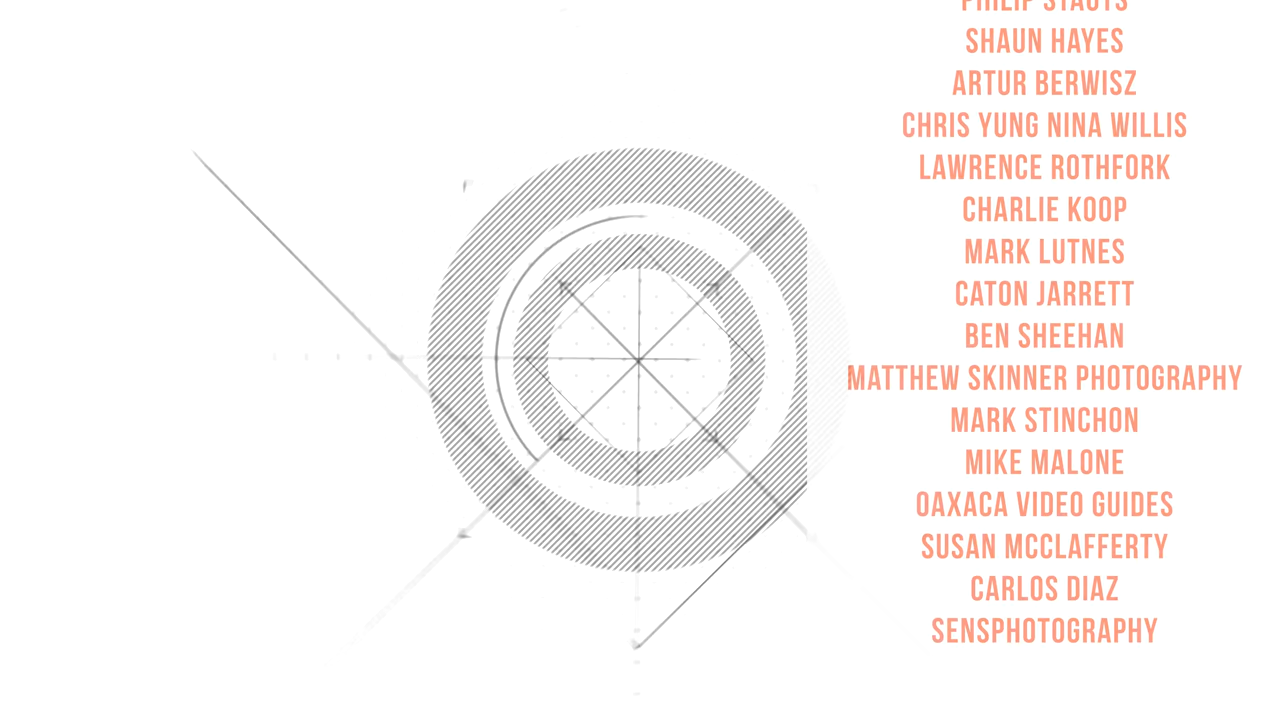 SHAUN HAYES
ARTUR BERWISZ
CHRIS YUNG NINA WILLIS
LAWRENCE ROTHFORK
CHARLIE KOOP
MARK LUTNES
CATON JARRETT
BEN SHEEHAN
MATTHEW SKINNER PHOTOGRAPHY
MARK STINCHON
MIKE MALONE
OAXACA VIDEO GUIDES
SUSAN MCCLAFFERTY
CARLOS DIAZ
SENSPHOTOGRAPHY